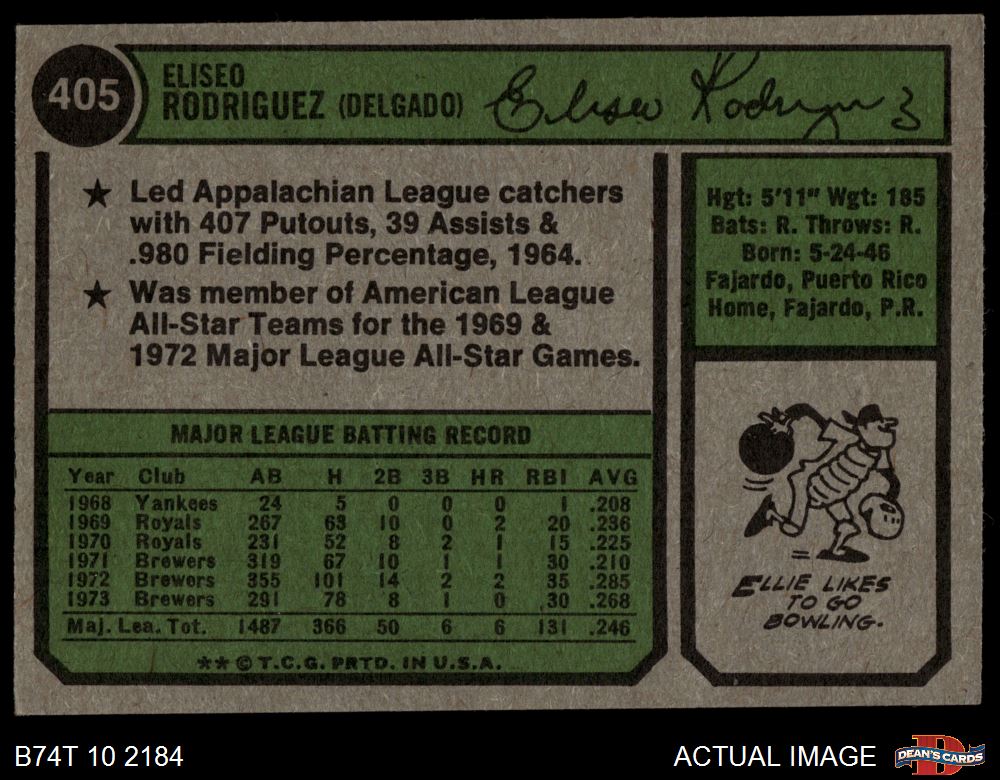 405
ELISEO
RODRIGUEZ (DELGADO)
Eliseo Rodriguez
★ Led Appalachian League catchers
with 407 Putouts, 39 Assists &
.980 Fielding Percentage, 1964.
★ Was member of American League
All-Star Teams for the 1969 &
1972 Major League All-Star Games.
Hgt: 5'11" Wgt: 185
Bats: R. Throws: R.
Born: 5-24-46
Fajardo, Puerto Rico
Home, Fajardo, P.R.
MAJOR LEAGUE BATTING RECORD
Year Club AB H 2B 3B HR RBI AVG
1968 Yankees 24 5 0 0 0 1 .208
1969 Royals 267 63 10 0 2 20 .236
1970 Royals 231 52 8 2 1 15 .225
1971 Brewers 319 67 10 1 1 30 .210
1972 Brewers 355 101 14 2 2 35 .285
1973 Brewers 291 78 8 1 0 30 .268
Maj. Lea. Tot. 1487 366 50 6 6 131 .246
**© T.C.G. PRTD. IN U.S.A.
ELLIE LIKES
TO GO
BOWLING.
B74T 10 2184
ACTUAL IMAGE
D
DEAN'S CARDS